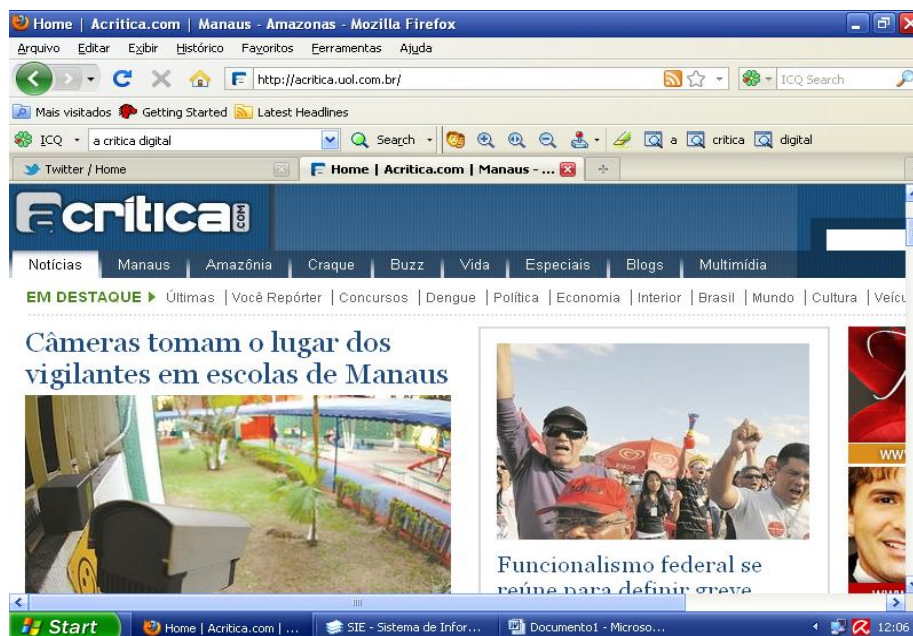 Home | Acritica.com | Manaus - Amazonas - Mozilla Firefox
Arquivo Editar Exibir Histórico Favoritos Ferramentas Ajuda
http://acritica.uol.com.br/ ICQ Search
Mais visitados Getting Started Latest Headlines
ICQ a critica digital Search a critica digital
Twitter / Home Home | Acritica.com | Manaus - ...
acrítica.com
Notícias Manaus Amazônia Craque Buzz Vida Especiais Blogs Multimídia
EM DESTAQUE Últimas | Você Repórter | Concursos | Dengue | Política | Economia | Interior | Brasil | Mundo | Cultura | Veícu
Câmeras tomam o lugar dos
vigilantes em escolas de Manaus
Funcionalismo federal se
reúne para definir greve
Start Home | Acritica.com | ... SIE - Sistema de Infor... Documento1 - Microso... 12:06